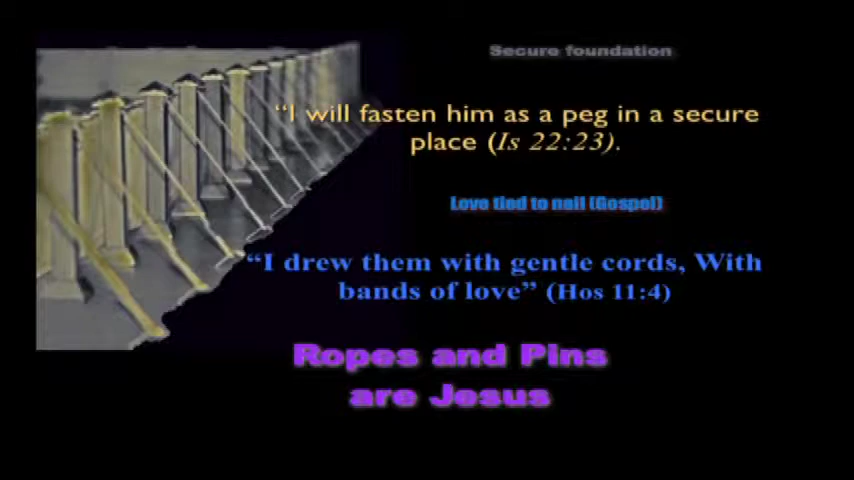 Secure foundation
“I will fasten him as a peg in a secure
place (Is 22:23).
Love tied to nail (Gospel)
“I drew them with gentle cords, With
bands of love” (Hos 11:4)
Ropes and Pins
are Jesus